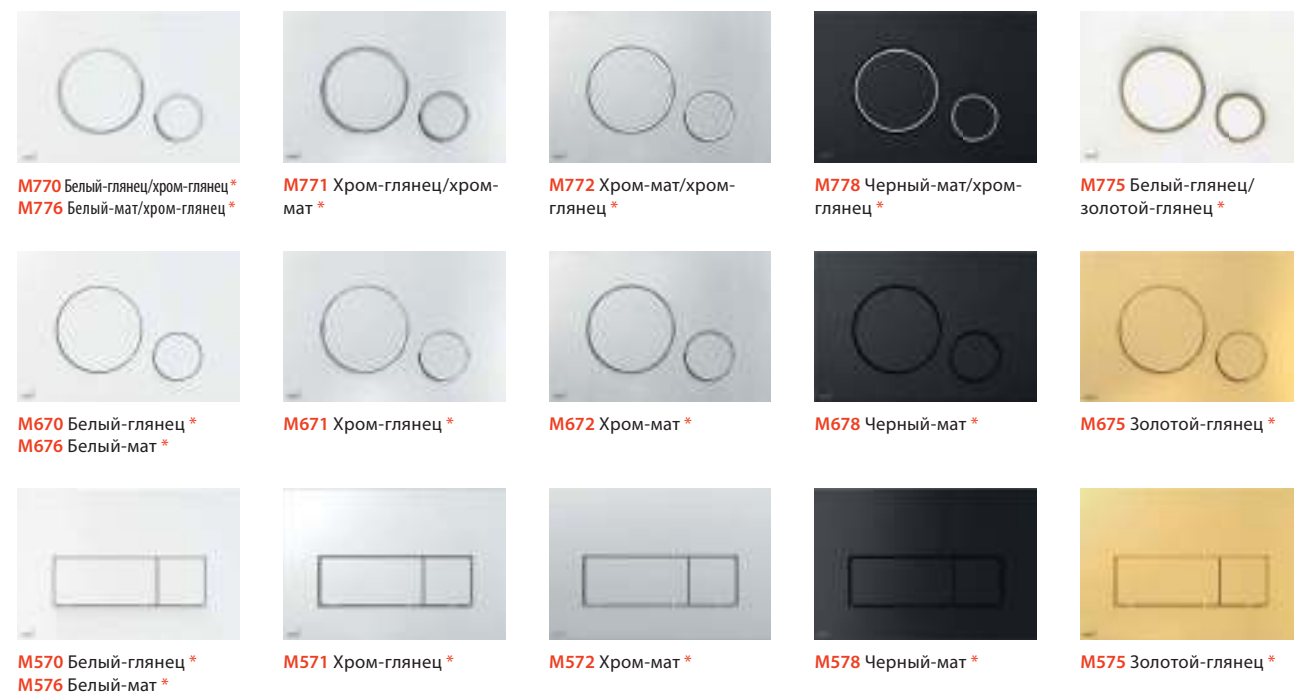 M770 Белый-глянец/хром-глянец *
M776 Белый-мат/хром-глянец *
M771 Хром-глянец/хром-
мат *
M772 Хром-мат/хром-
глянец *
M778 Черный-мат/хром-
глянец *
M775 Белый-глянец/
золотой-глянец *
M670 Белый-глянец *
M676 Белый-мат *
M671 Хром-глянец *
M672 Хром-мат *
M678 Черный-мат *
M675 Золотой-глянец *
M570 Белый-глянец *
M576 Белый-мат *
M571 Хром-глянец *
M572 Хром-мат *
M578 Черный-мат *
M575 Золотой-глянец *